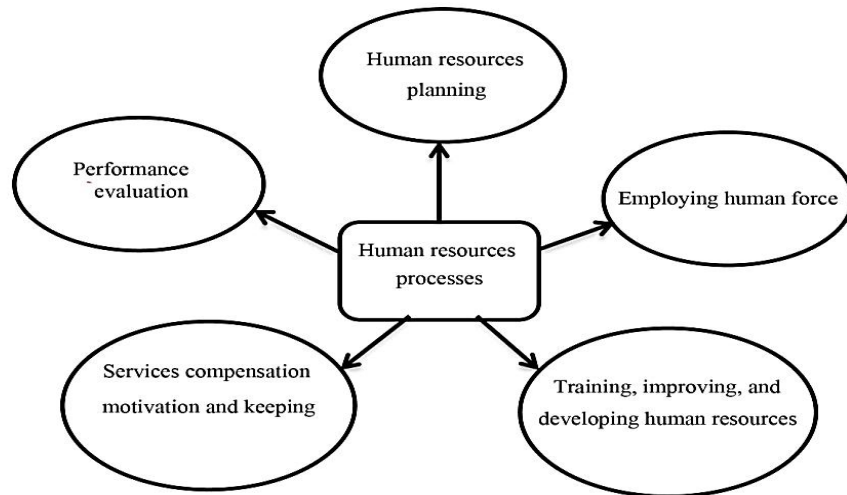 Human resources
planning
Performance
evaluation
Employing human force
Human resources
processes
Services compensation
motivation and keeping
Training, improving, and
developing human resources